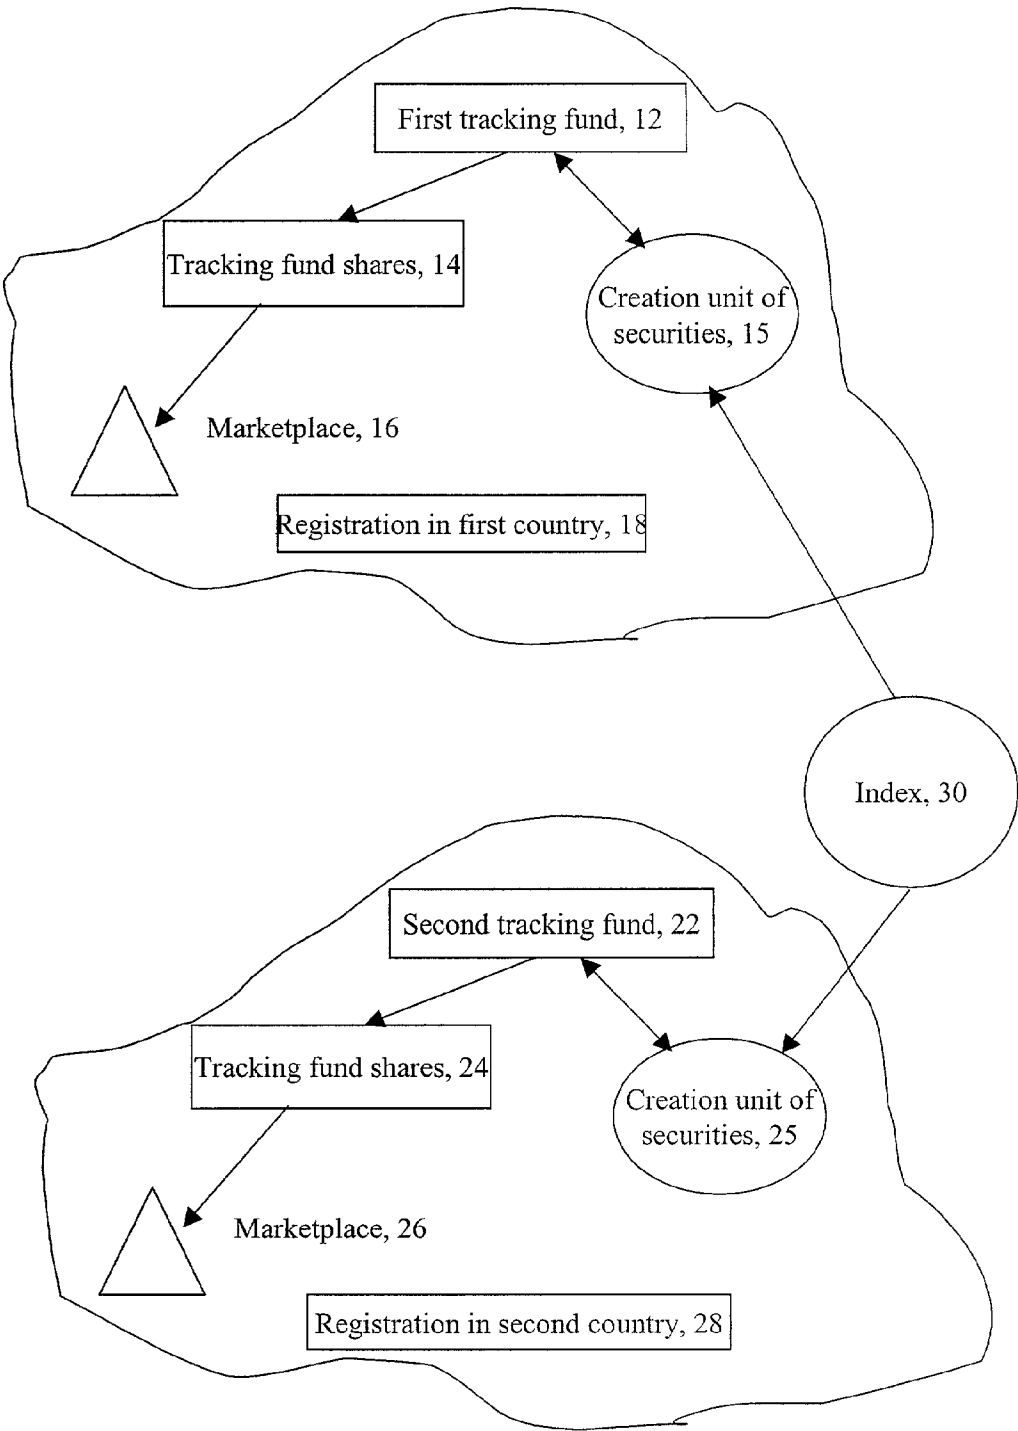 First tracking fund, 12
Tracking fund shares, 14
Creation unit of
securities, 15
Marketplace, 16
Registration in first country, 18
Index, 30
Second tracking fund, 22
Tracking fund shares, 24
Creation unit of
securities, 25
Marketplace, 26
Registration in second country, 28